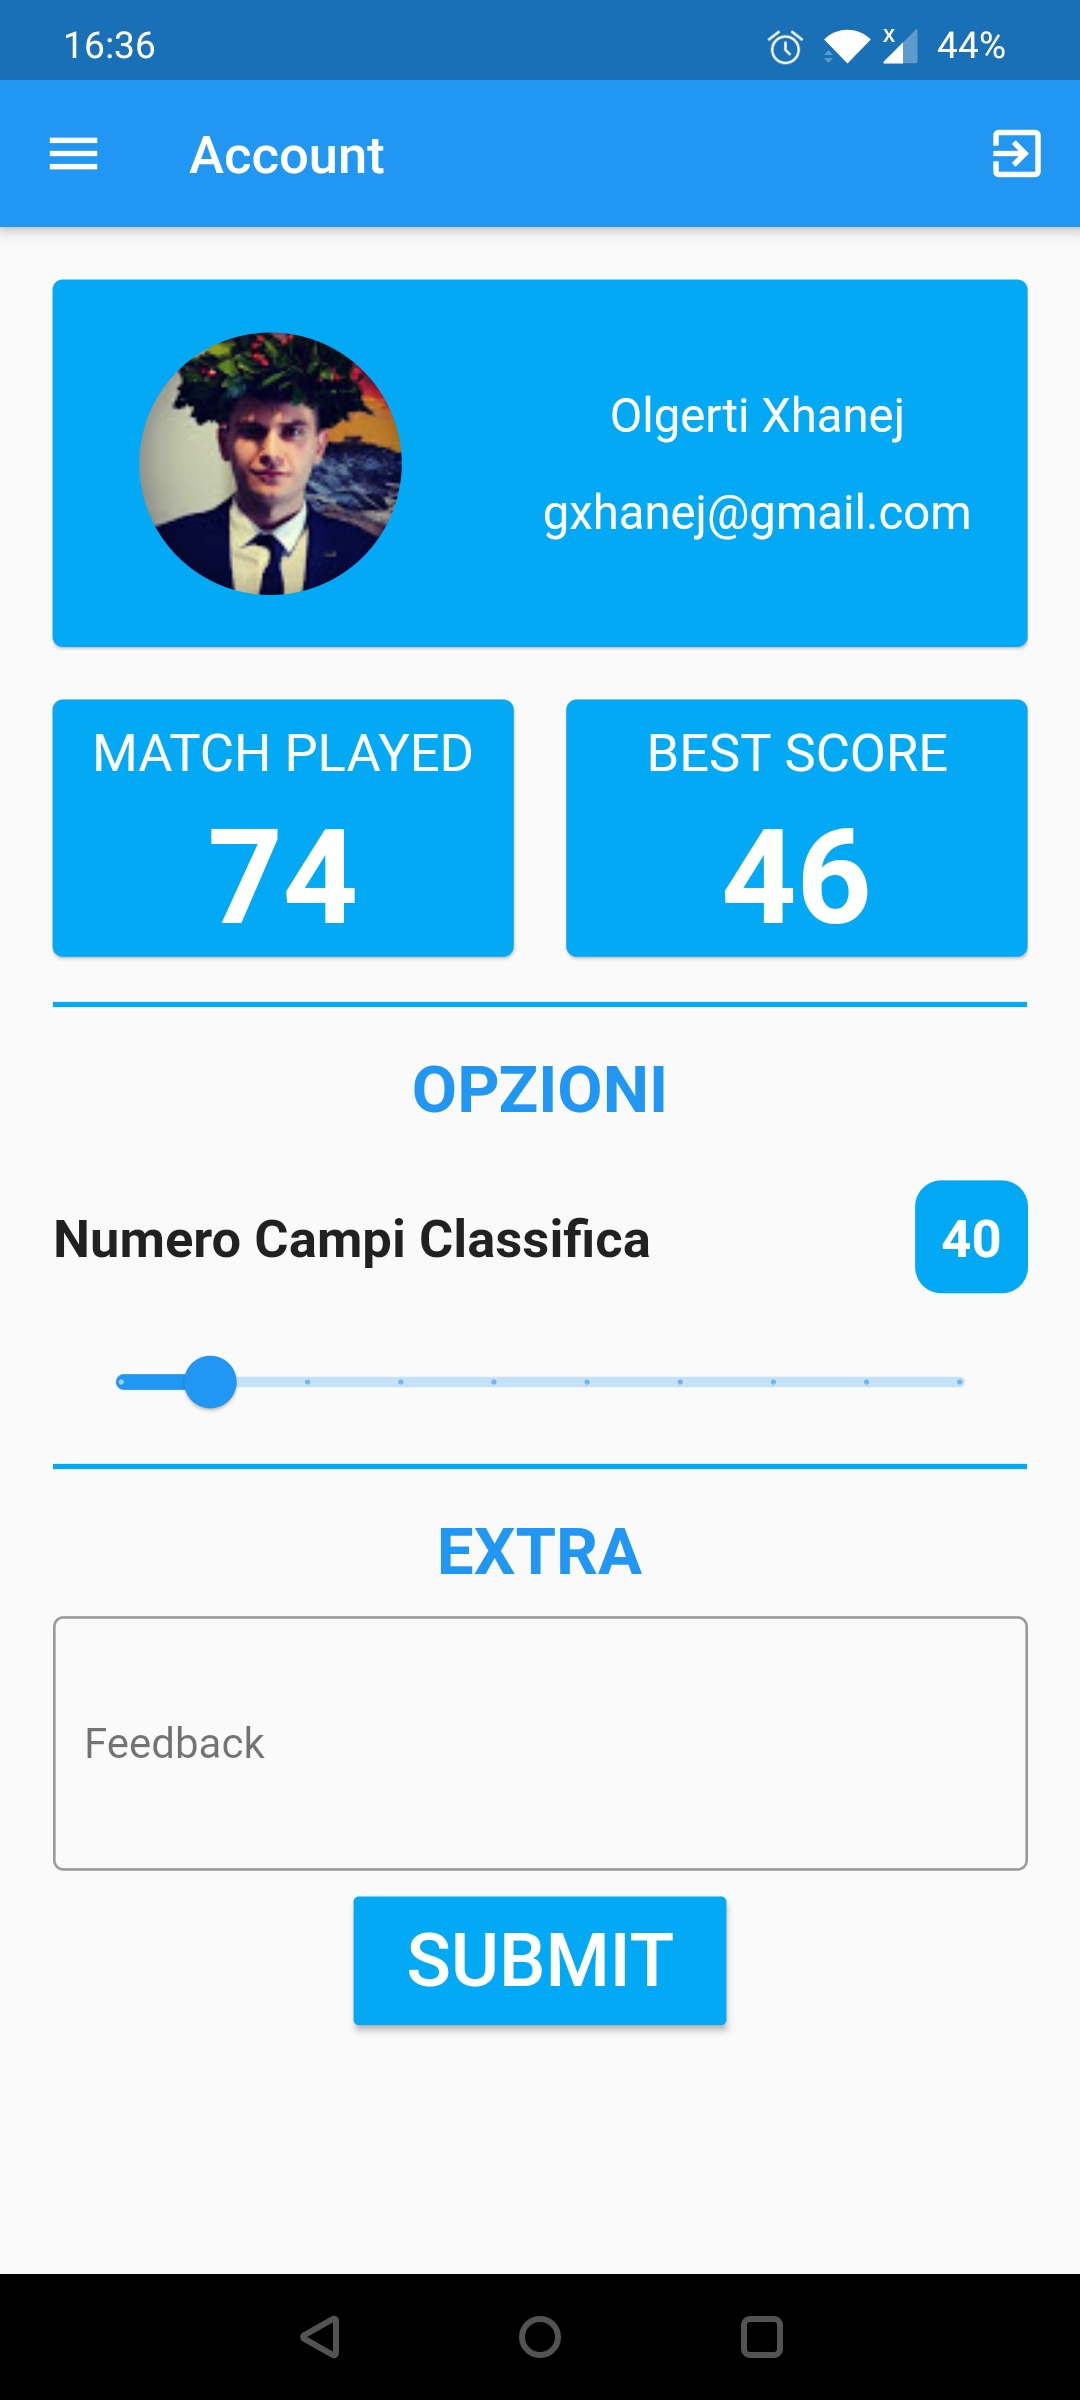 16:36
x
44%
Account
Olgerti Xhanej
gxhanej@gmail.com
MATCH PLAYED
74
BEST SCORE
46
OPZIONI
Numero Campi Classifica
40
EXTRA
Feedback
SUBMIT